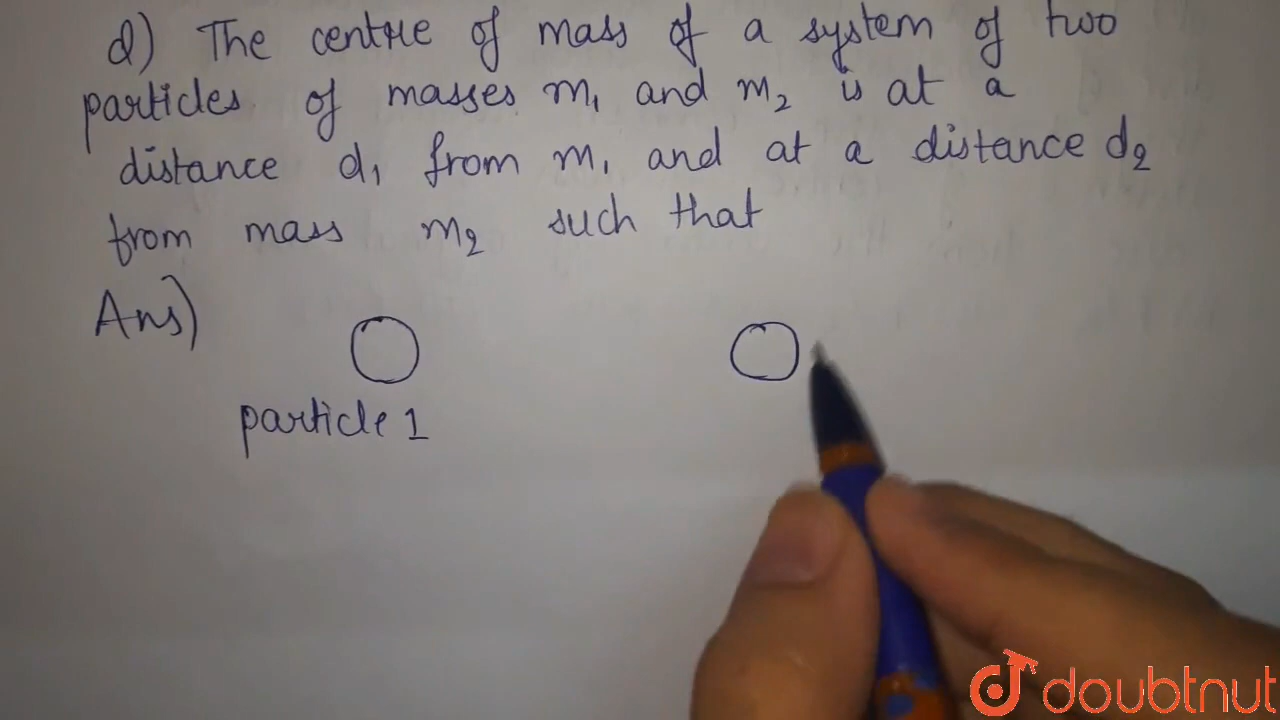 d) The centre of mass of a system of two
particles of masses m₁ and m₂ is at a
distance d₁ from m₁ and at a distance d₂
from mass m₂ such that
Ans)
particle 1
doubtnut